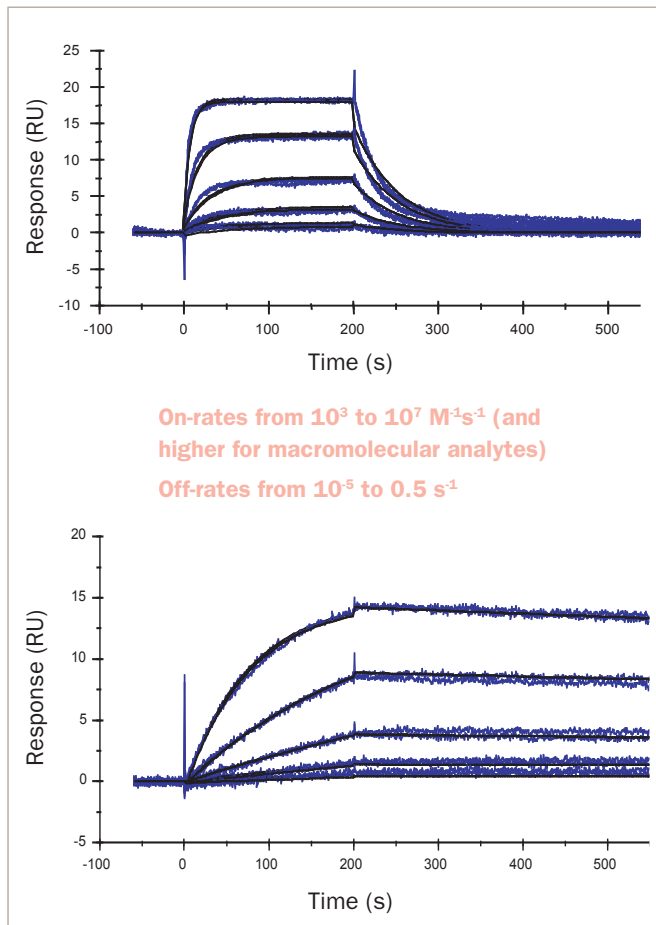 25
20
15
10
5
0
-5
-10
Response (RU)
-100 0 100 200 300 400 500
Time (s)
On-rates from 10³ to 10⁷ M⁻¹s⁻¹ (and
higher for macromolecular analytes)
Off-rates from 10⁻⁵ to 0.5 s⁻¹
20
15
10
5
0
-5
Response (RU)
-100 0 100 200 300 400 500
Time (s)